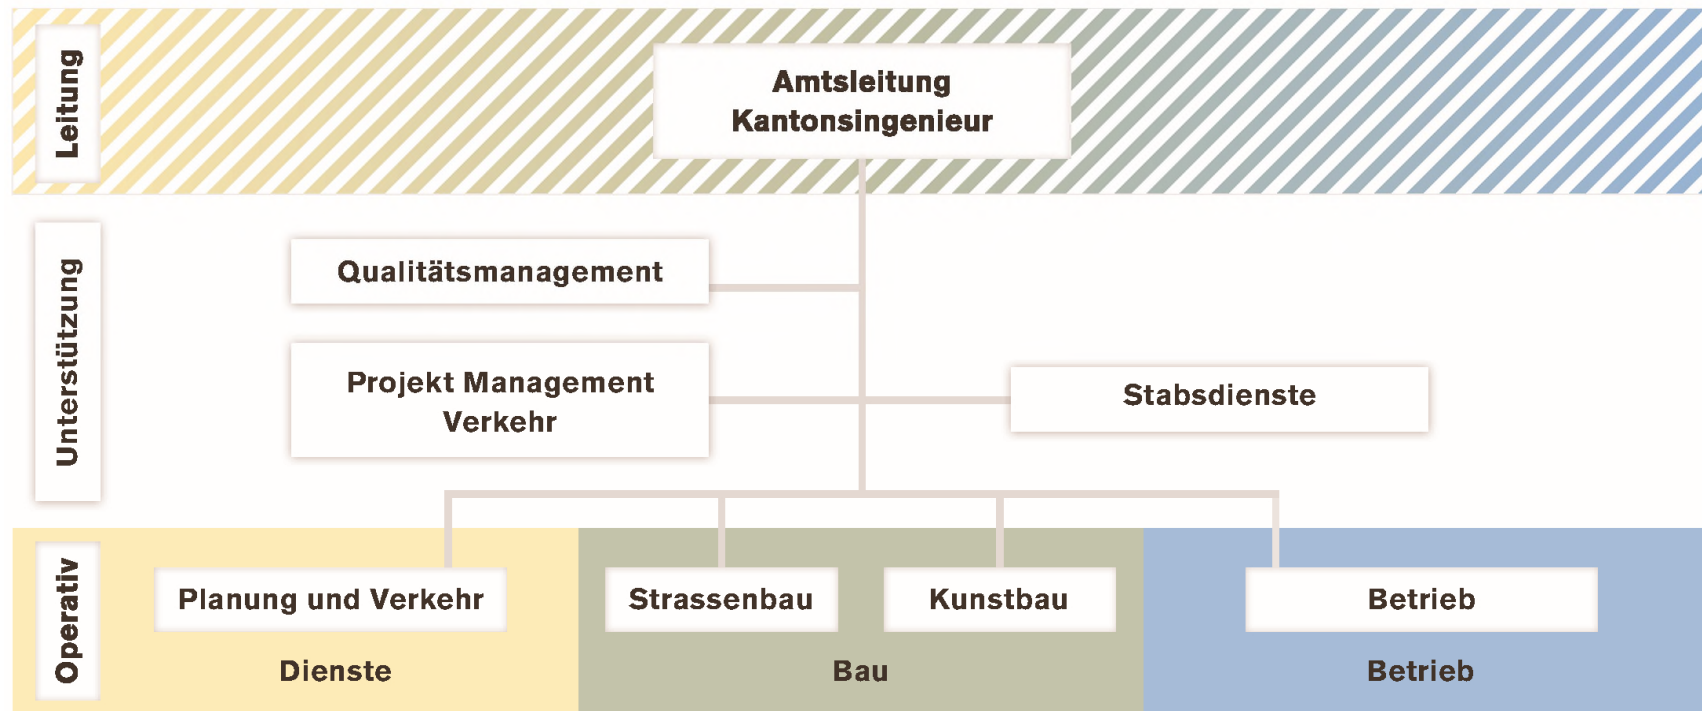 Leitung
Amtsleitung
Kantonsingenieur
Unterstützung
Qualitätsmanagement
Projekt Management
Verkehr
Stabsdienste
Operativ
Planung und Verkehr
Strassenbau
Kunstbau
Betrieb
Dienste
Bau
Betrieb